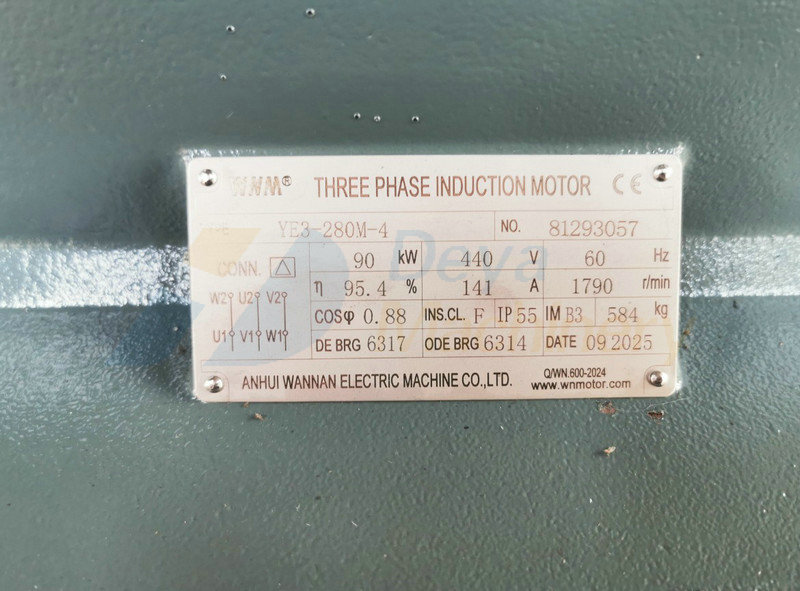 WNM® THREE PHASE INDUCTION MOTOR CE
TYPE YE3-280M-4 NO. 81293057
CONN. △ 90 kW 440 V 60 Hz
η 95.4 % 141 A 1790 r/min
W2 U2 V2
COSφ 0.88 INS.CL. F IP 55 IM B3 584 kg
U1 V1 W1
DE BRG 6317 ODE BRG 6314 DATE 09 2025
ANHUI WANNAN ELECTRIC MACHINE CO.,LTD.
Q/WN.600-2024
www.wnmotor.com
Deva